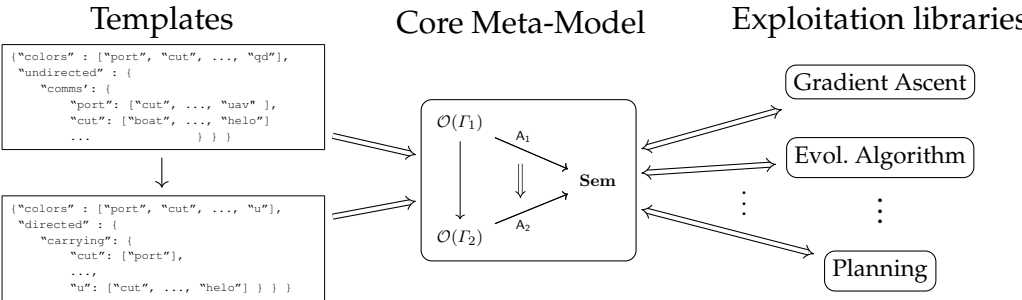 Templates
Core Meta-Model
Exploitation libraries
{“colors” : [“port”, “cut”, ..., “qd”],
“undirected” : {
“comms’: {
“port”: [“cut”, ..., “uav" ],
“cut”: [“boat”, ..., “helo”]
... } } }
{“colors” : [“port”, “cut”, ..., “u”],
“directed” : {
“carrying”: {
“cut”: [“port”],
...,
“u”: [“cut”, ..., “helo”] } } }
𝒪(Γ₁)
A₁
Sem
𝒪(Γ₂)
A₂
Gradient Ascent
Evol. Algorithm
⋮ ⋮
Planning